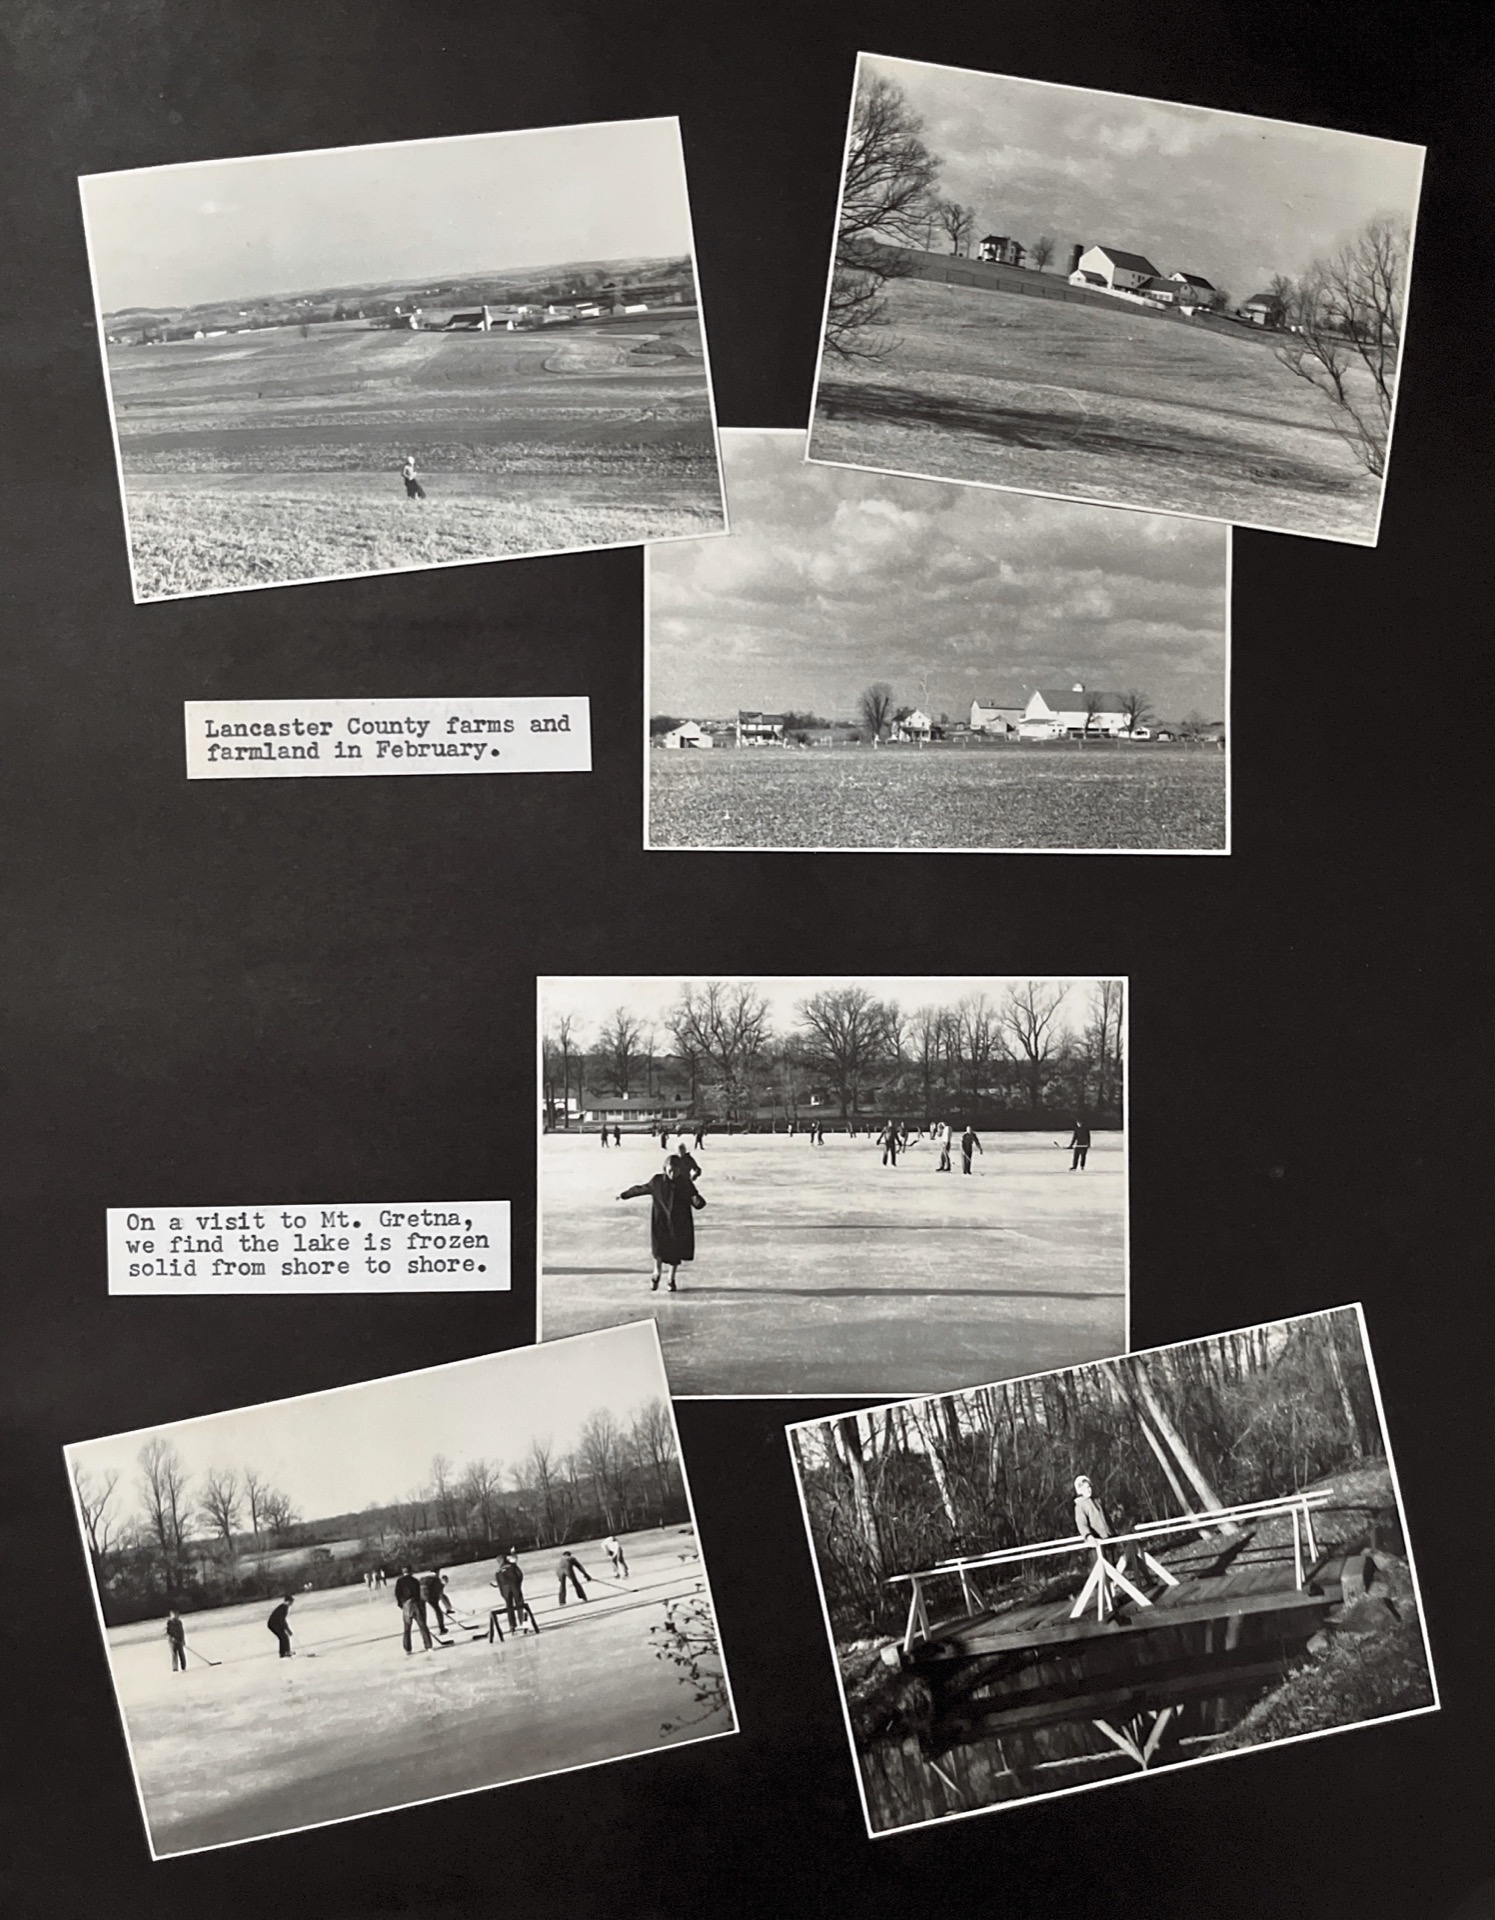 Lancaster County farms and
farmland in February.
On a visit to Mt. Gretna,
we find the lake is frozen
solid from shore to shore.